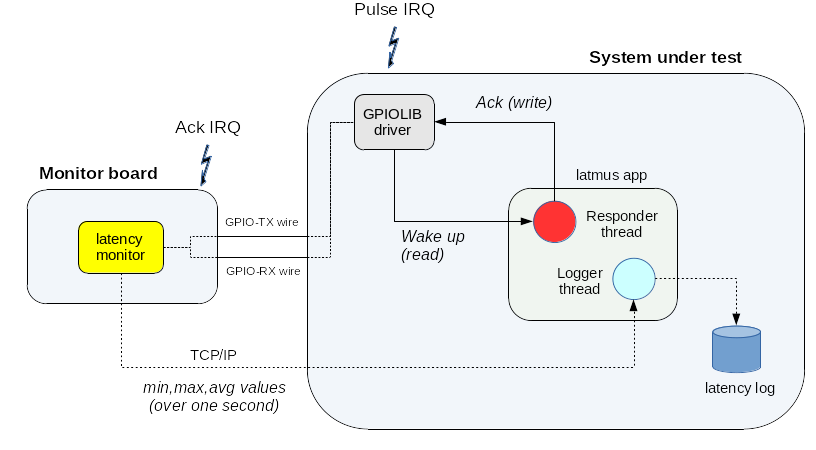 Pulse IRQ
System under test
GPIOLIB
driver
Ack (write)
Ack IRQ
Monitor board
latmus app
latency
monitor
GPIO-TX wire
GPIO-RX wire
Wake up
(read)
Responder
thread
Logger
thread
TCP/IP
min,max,avg values
(over one second)
latency log